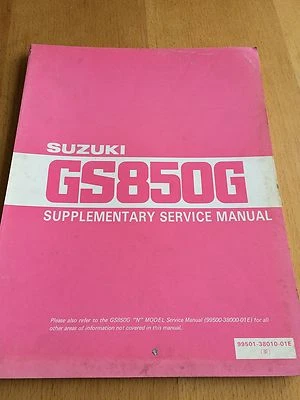 SUZUKI
GS850G
SUPPLEMENTARY SERVICE MANUAL
Please also refer to the GS850G "N" MODEL Service Manual (99500-38000-01E) for all
other areas of information not covered in this manual.
99501-38010-01E